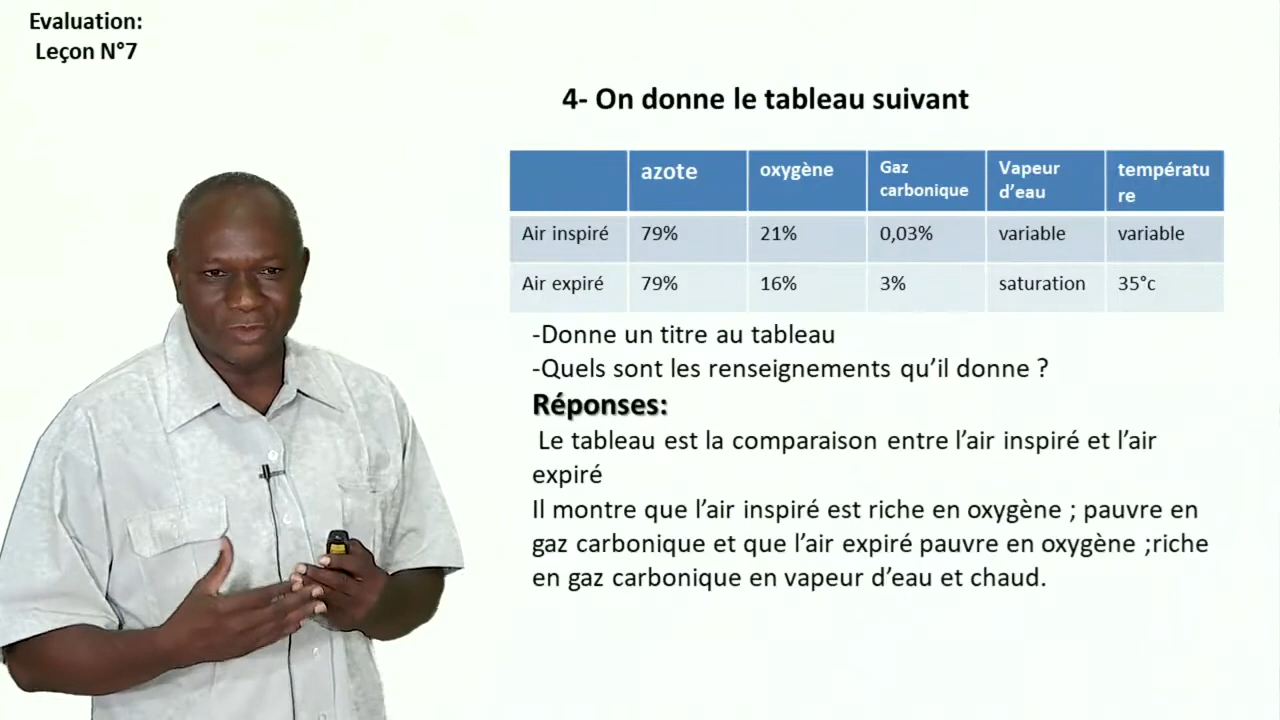 Evaluation:
Leçon N°7
4- On donne le tableau suivant
azote oxygène Gaz carbonique Vapeur d’eau températu re
Air inspiré 79% 21% 0,03% variable variable
Air expiré 79% 16% 3% saturation 35°c
-Donne un titre au tableau
-Quels sont les renseignements qu’il donne ?
Réponses:
Le tableau est la comparaison entre l’air inspiré et l’air
expiré
Il montre que l’air inspiré est riche en oxygène ; pauvre en
gaz carbonique et que l’air expiré pauvre en oxygène ;riche
en gaz carbonique en vapeur d’eau et chaud.